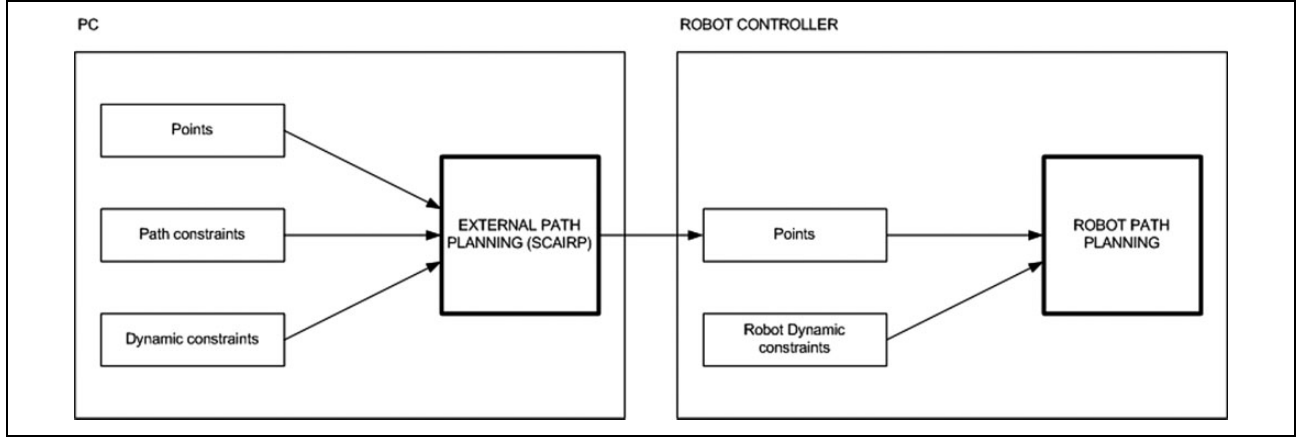 PC
ROBOT CONTROLLER
Points
Path constraints
Dynamic constraints
EXTERNAL PATH
PLANNING (SCAIRP)
Points
Robot Dynamic
constraints
ROBOT PATH
PLANNING